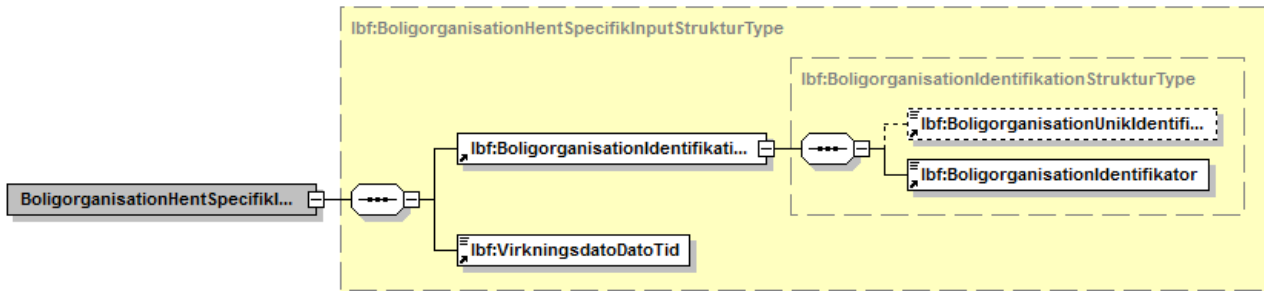 lbf:BoligorganisationHentSpecifikInputStrukturType
lbf:BoligorganisationIdentifikationStrukturType
lbf:BoligorganisationUnikIdentifi...
lbf:BoligorganisationIdentifikati...
lbf:BoligorganisationIdentifikator
BoligorganisationHentSpecifikI...
lbf:VirkningsdatoDatoTid